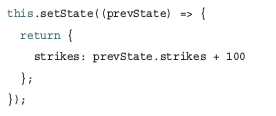 this.setState((prevState) => {
  return {
    strikes: prevState.strikes + 100
  };
});